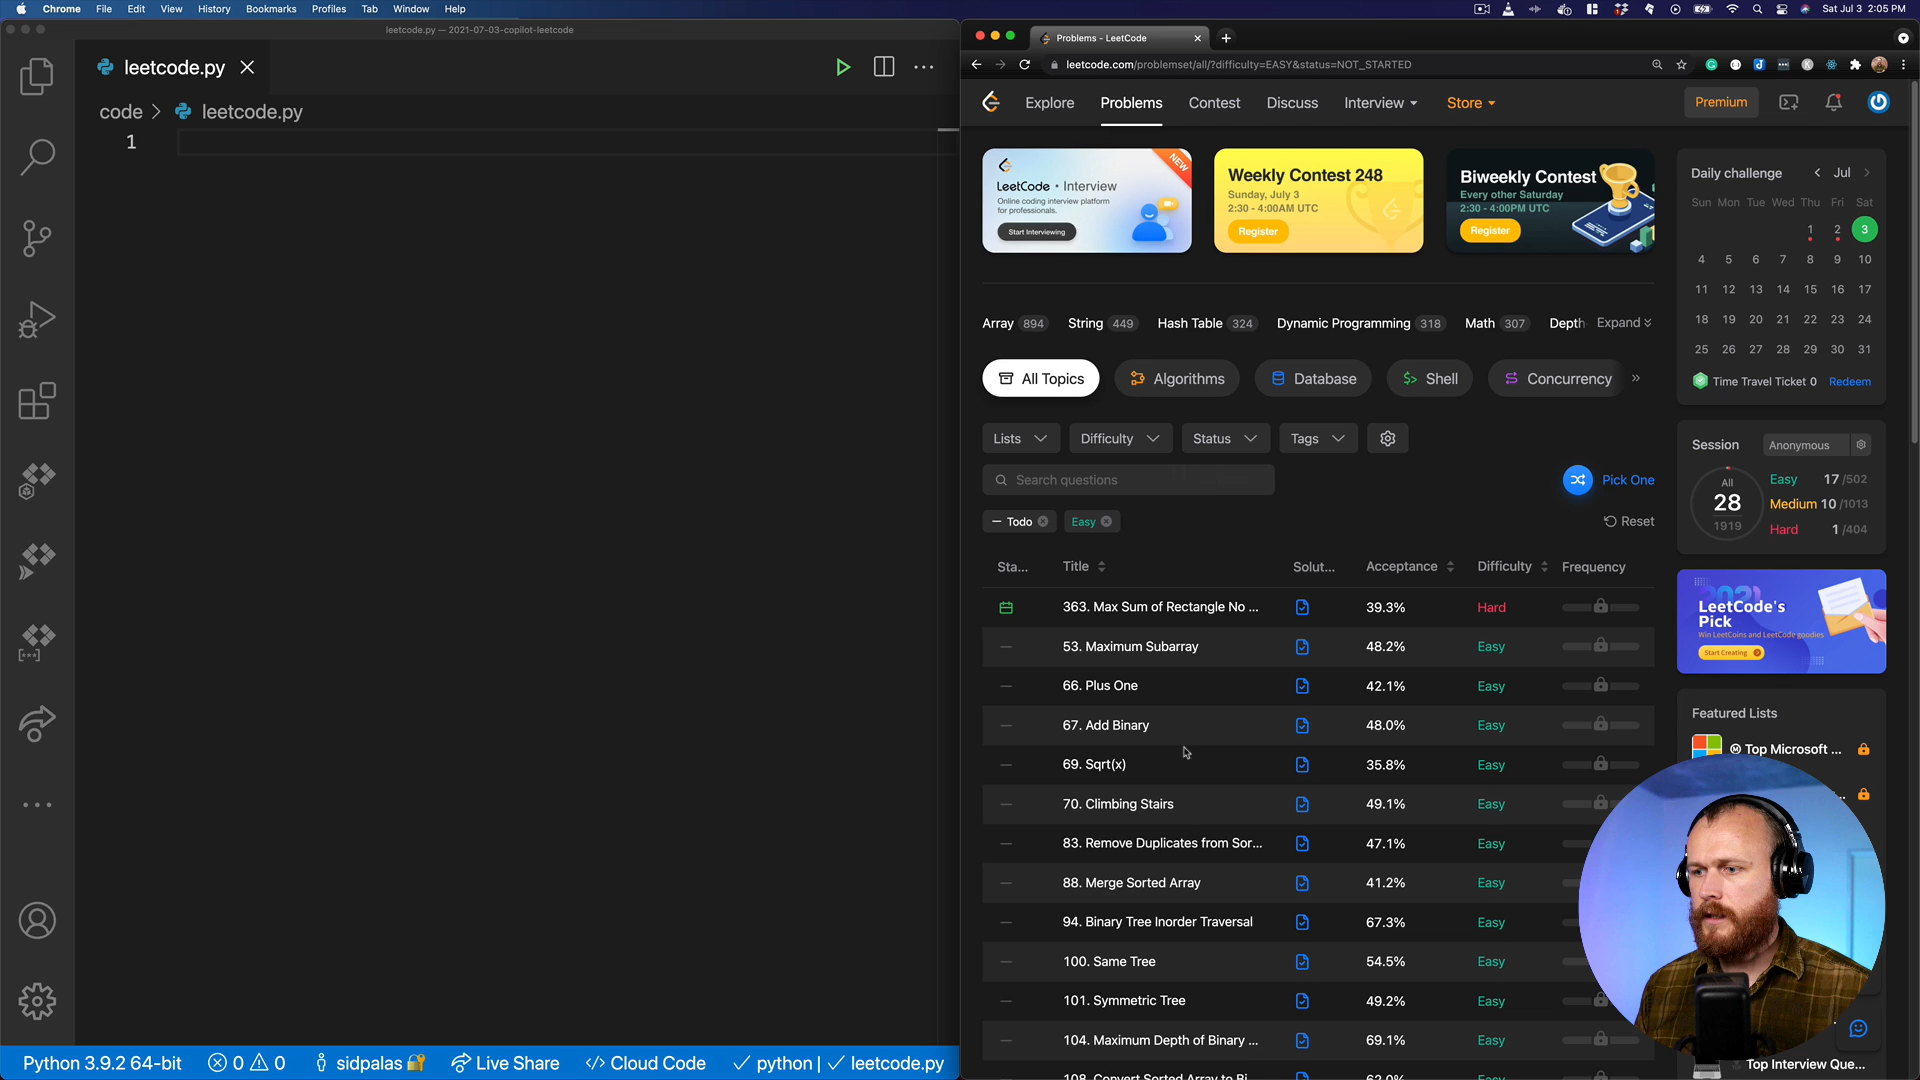 Chrome File Edit View History Bookmarks Profiles Tab Window Help
Sat Jul 3 2:05 PM
leetcode.py — 2021-07-03-copilot-leetcode
leetcode.py
code > leetcode.py
1
Python 3.9.2 64-bit 0 0 sidpalas Live Share Cloud Code python | leetcode.py
Problems - LeetCode
leetcode.com/problemset/all/?difficulty=EASY&status=NOT_STARTED
Explore Problems Contest Discuss Interview Store Premium
NEW
LeetCode • Interview
Online coding interview platform
for professionals.
Start Interviewing
Weekly Contest 248
Sunday, July 3
2:30 - 4:00AM UTC
Register
Biweekly Contest
Every other Saturday
2:30 - 4:00PM UTC
Register
Daily challenge Jul
Sun Mon Tue Wed Thu Fri Sat
1 2 3
4 5 6 7 8 9 10
11 12 13 14 15 16 17
18 19 20 21 22 23 24
25 26 27 28 29 30 31
Time Travel Ticket 0 Redeem
Array 894 String 449 Hash Table 324 Dynamic Programming 318 Math 307 Depth- Expand
All Topics Algorithms Database Shell Concurrency
Lists Difficulty Status Tags
Search questions
Pick One
Todo Easy Reset
Session Anonymous
All
28
1919
Easy 17 /502
Medium 10 /1013
Hard 1 /404
Sta... Title Solut... Acceptance Difficulty Frequency
363. Max Sum of Rectangle No ... 39.3% Hard
53. Maximum Subarray 48.2% Easy
66. Plus One 42.1% Easy
67. Add Binary 48.0% Easy
69. Sqrt(x) 35.8% Easy
70. Climbing Stairs 49.1% Easy
83. Remove Duplicates from Sor... 47.1% Easy
88. Merge Sorted Array 41.2% Easy
94. Binary Tree Inorder Traversal 67.3% Easy
100. Same Tree 54.5% Easy
101. Symmetric Tree 49.2% Easy
104. Maximum Depth of Binary ... 69.1% Easy
108. Convert Sorted Array to Bi... 62.0% Easy
2021
LeetCode's
Pick
Win LeetCoins and LeetCode goodies
Start Creating
Featured Lists
Top Microsoft ...
Top Interview Que...